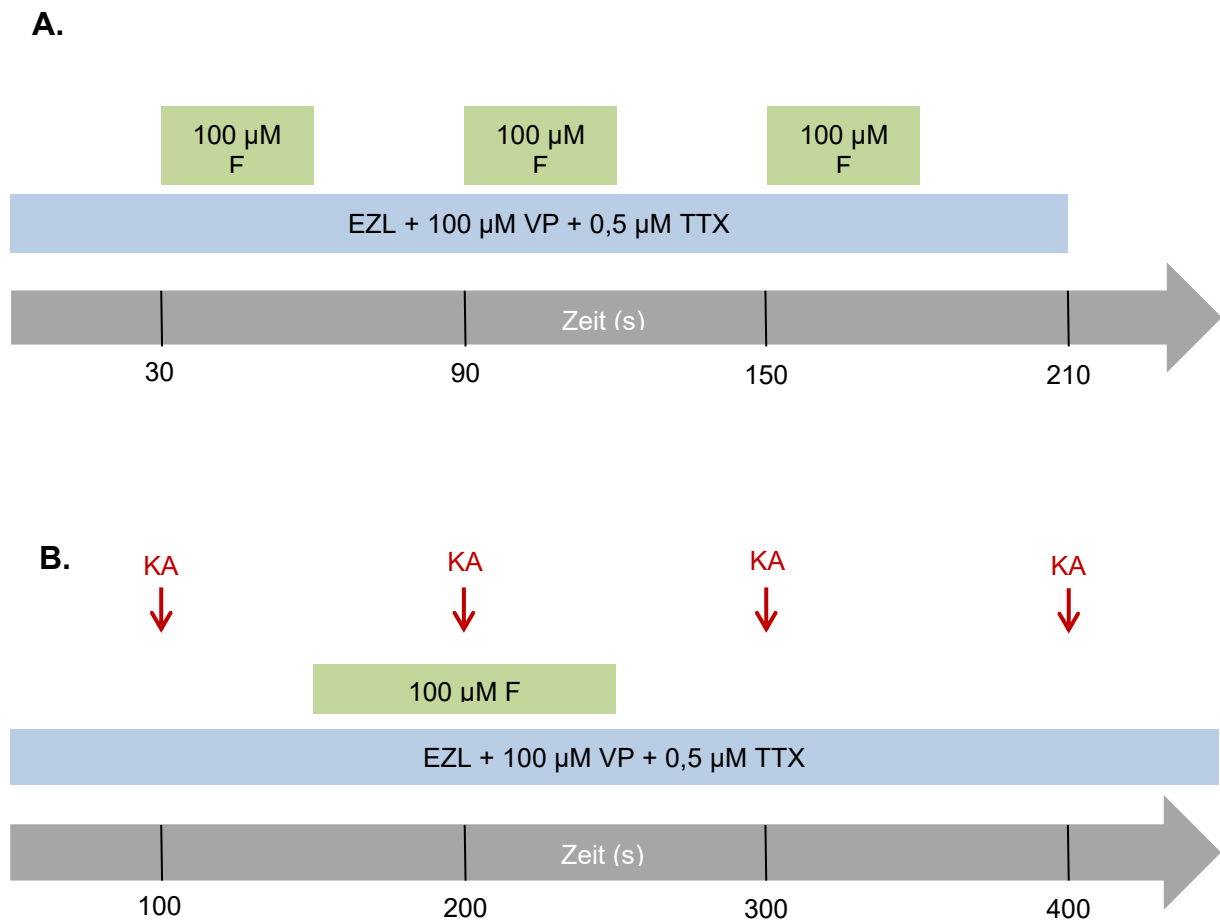 A.
100 µM
F
100 µM
F
100 µM
F
EZL + 100 µM VP + 0,5 µM TTX
Zeit (s)
30
90
150
210
B.
KA
KA
KA
KA
100 µM F
EZL + 100 µM VP + 0,5 µM TTX
Zeit (s)
100
200
300
400